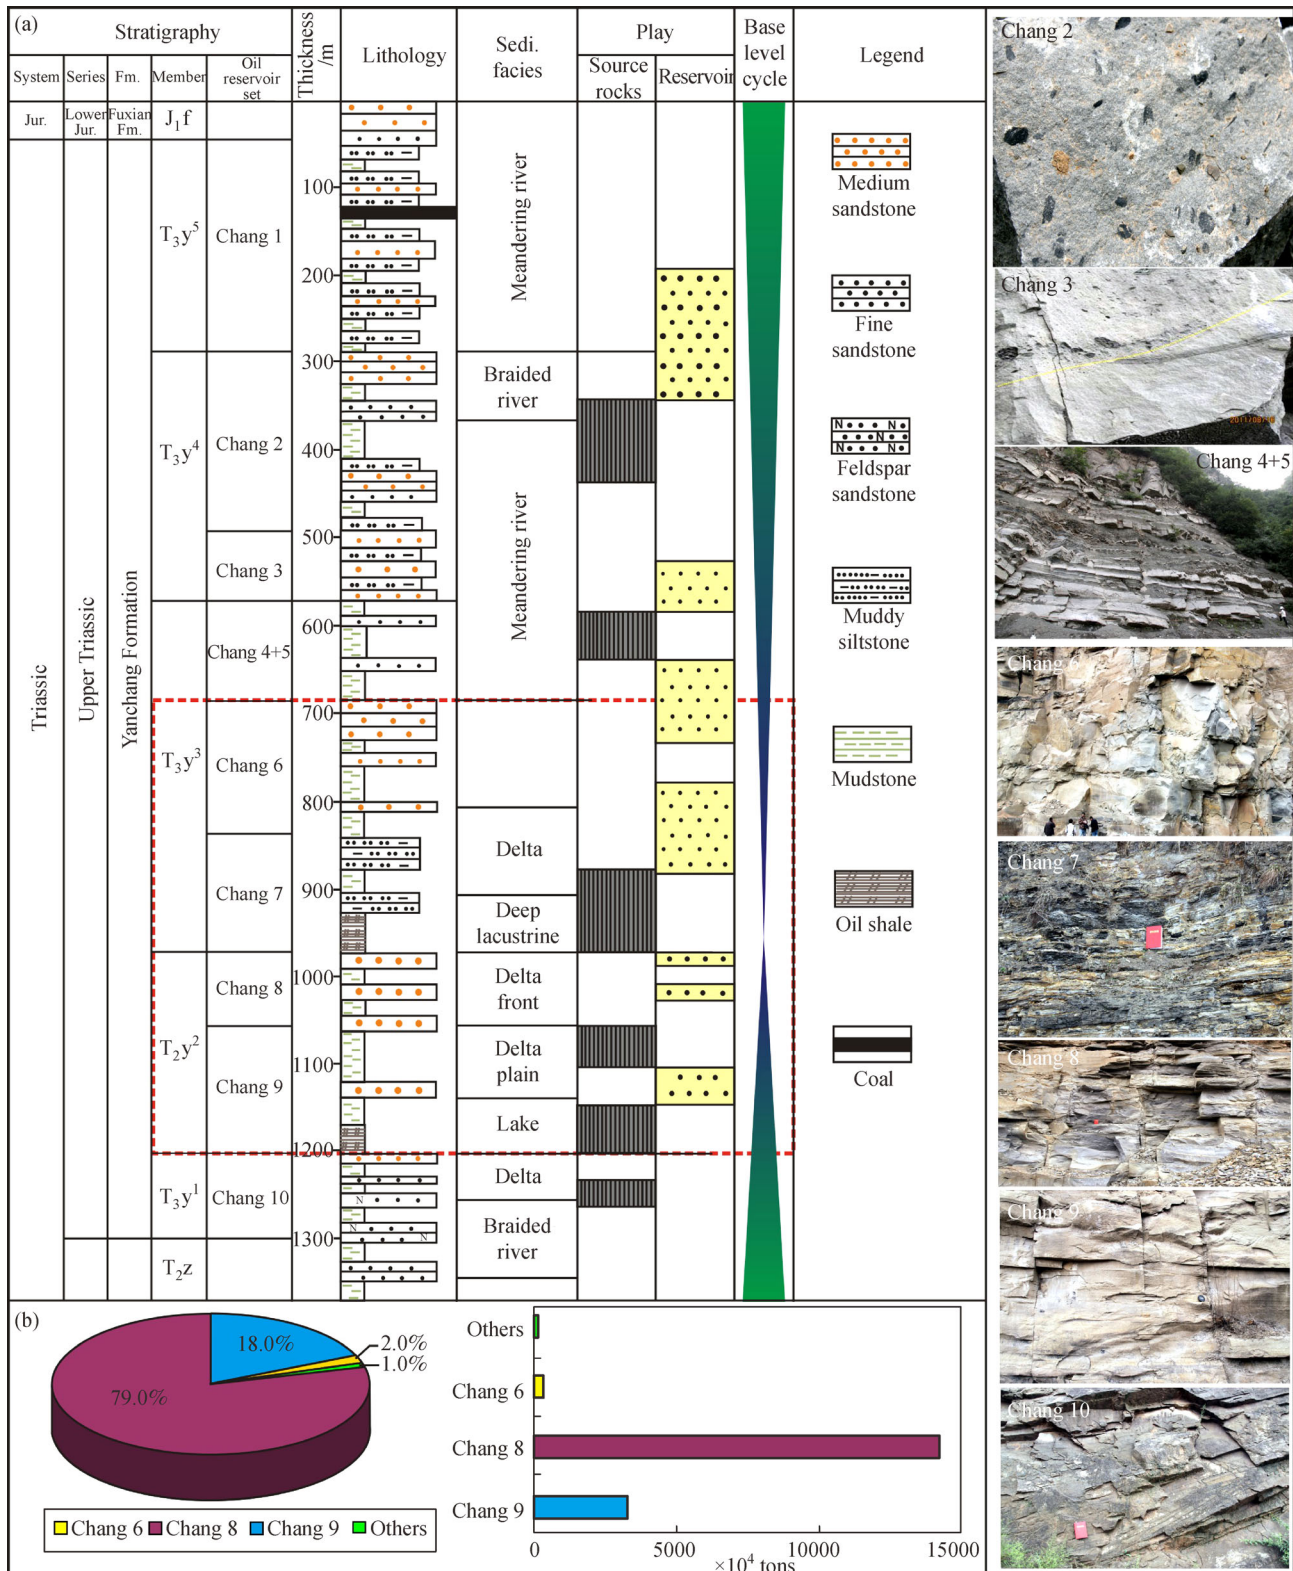 (a)
Stratigraphy
Thickness
/m
Lithology
Sedi.
facies
Play
Base
level
cycle
Legend
System
Series
Fm.
Member
Oil
reservoir
set
Source
rocks
Reservoir
Jur.
Lower
Jur.
Fuxian
Fm.
J1f
Triassic
Upper Triassic
Yanchang Formation
T3y5
T3y4
T3y3
T2y2
T3y1
T2z
Chang 1
Chang 2
Chang 3
Chang 4+5
Chang 6
Chang 7
Chang 8
Chang 9
Chang 10
100
200
300
400
500
600
700
800
900
1000
1100
1200
1300
N
N
N
Meandering river
Braided
river
Meandering river
Delta
Deep
lacustrine
Delta
front
Delta
plain
Lake
Delta
Braided
river
Medium
sandstone
Fine
sandstone
N N
N
N N
Feldspar
sandstone
Muddy
siltstone
Mudstone
Oil shale
Coal
Chang 2
Chang 3
Chang 4+5
Chang 6
Chang 7
Chang 8
Chang 9
Chang 10
(b)
18.0%
2.0%
1.0%
79.0%
Chang 6 Chang 8 Chang 9 Others
Others
Chang 6
Chang 8
Chang 9
0 5000 10000 15000
×10⁴ tons